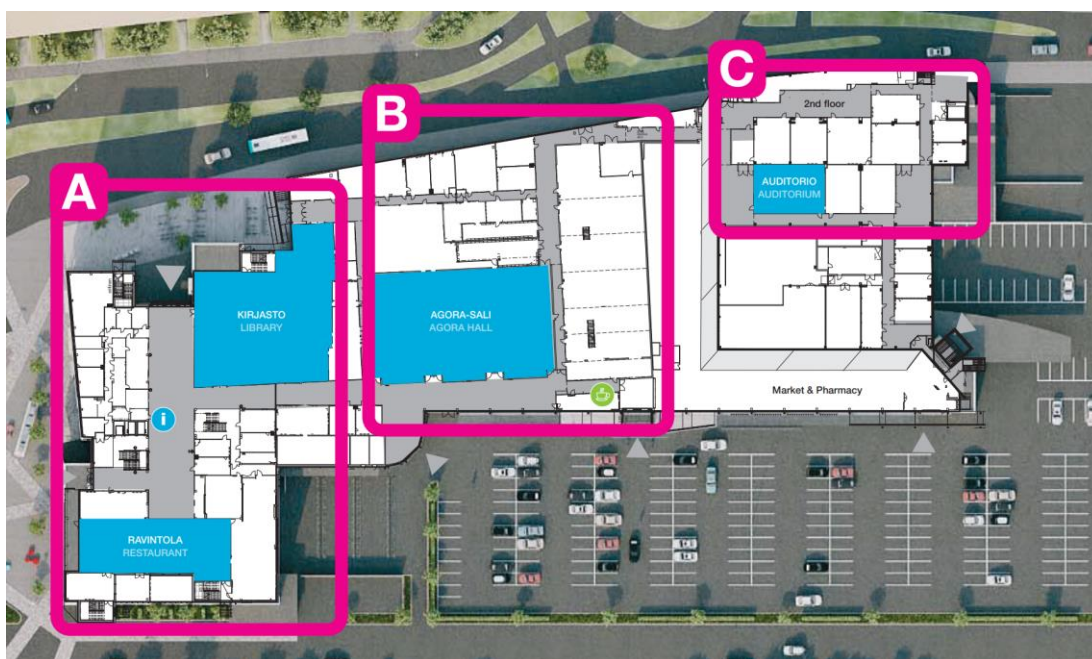 A
KIRJASTO
LIBRARY
i
RAVINTOLA
RESTAURANT
B
AGORA-SALI
AGORA HALL
C
2nd floor
AUDITORIO
AUDITORIUM
Market & Pharmacy